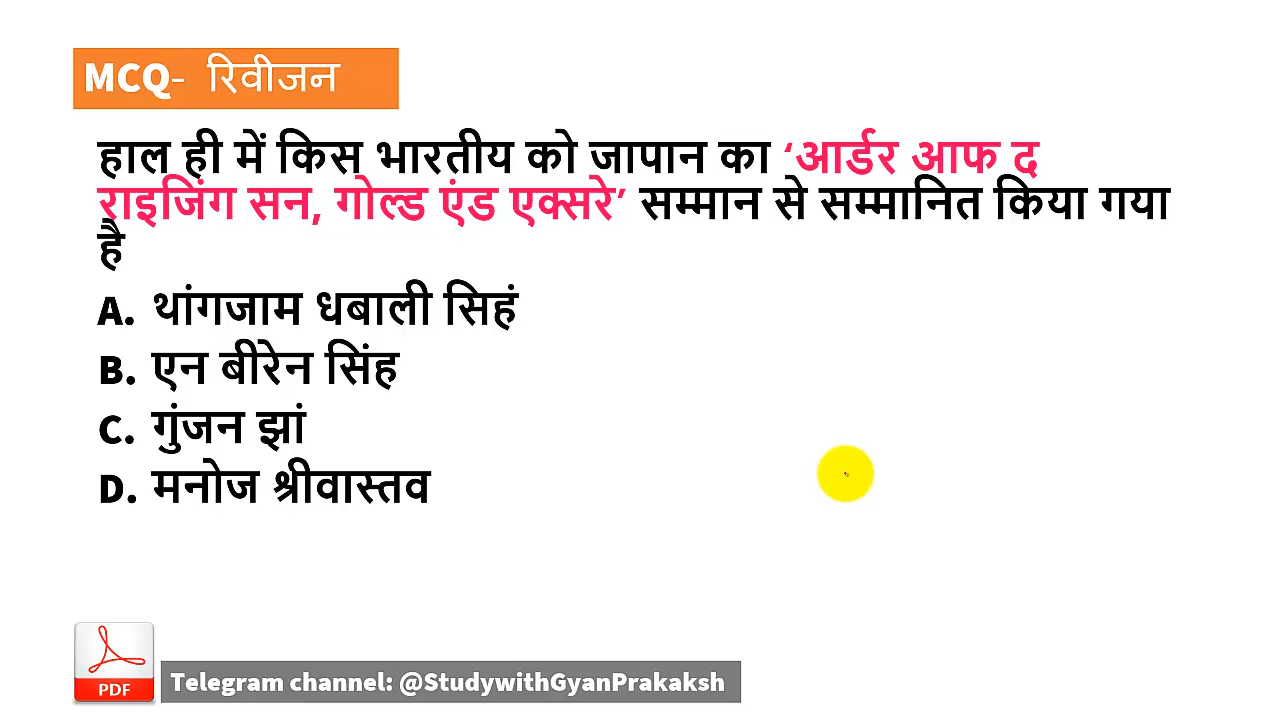 MCQ- रिवीजन
हाल ही में किस भारतीय को जापान का ‘आर्डर आफ द
राइजिंग सन, गोल्ड एंड एक्सरे’ सम्मान से सम्मानित किया गया
है
A. थांगजाम धबाली सिहं
B. एन बीरेन सिंह
C. गुंजन झां
D. मनोज श्रीवास्तव
PDF
Telegram channel: @StudywithGyanPrakaksh